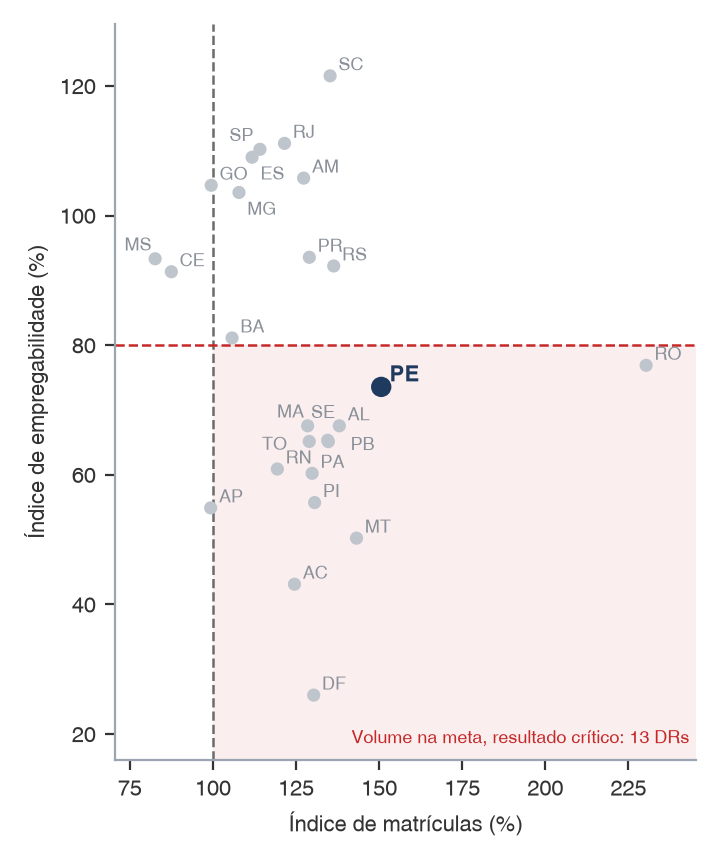 120
100
80
60
40
20
75
100
125
150
175
200
225
Índice de empregabilidade (%)
Índice de matrículas (%)
SC
SP
RJ
GO
ES
AM
MG
MS
CE
PR
RS
BA
RO
PE
MA
SE
AL
TO
PB
RN
PA
AP
PI
MT
AC
DF
Volume na meta, resultado crítico: 13 DRs